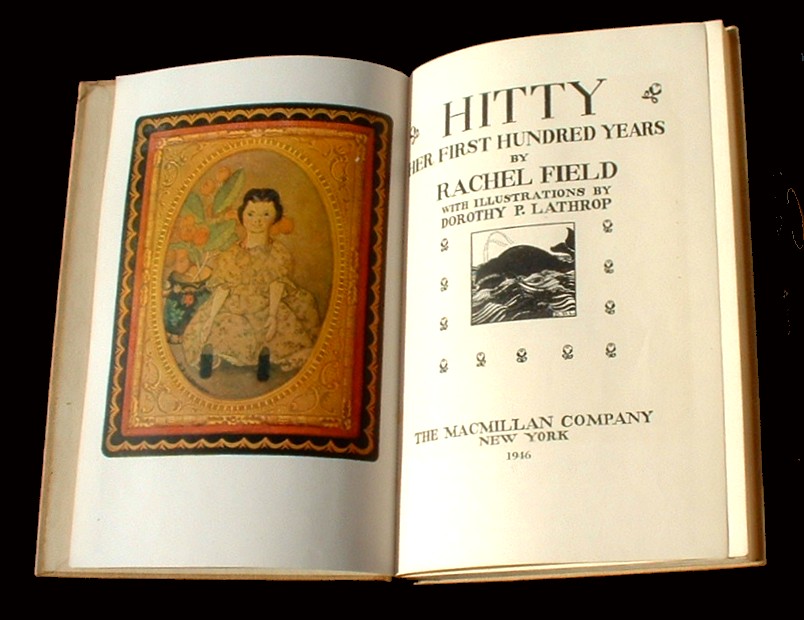 HITTY
HER FIRST HUNDRED YEARS
BY
RACHEL FIELD
WITH ILLUSTRATIONS BY
DOROTHY P. LATHROP
THE MACMILLAN COMPANY
NEW YORK
1946